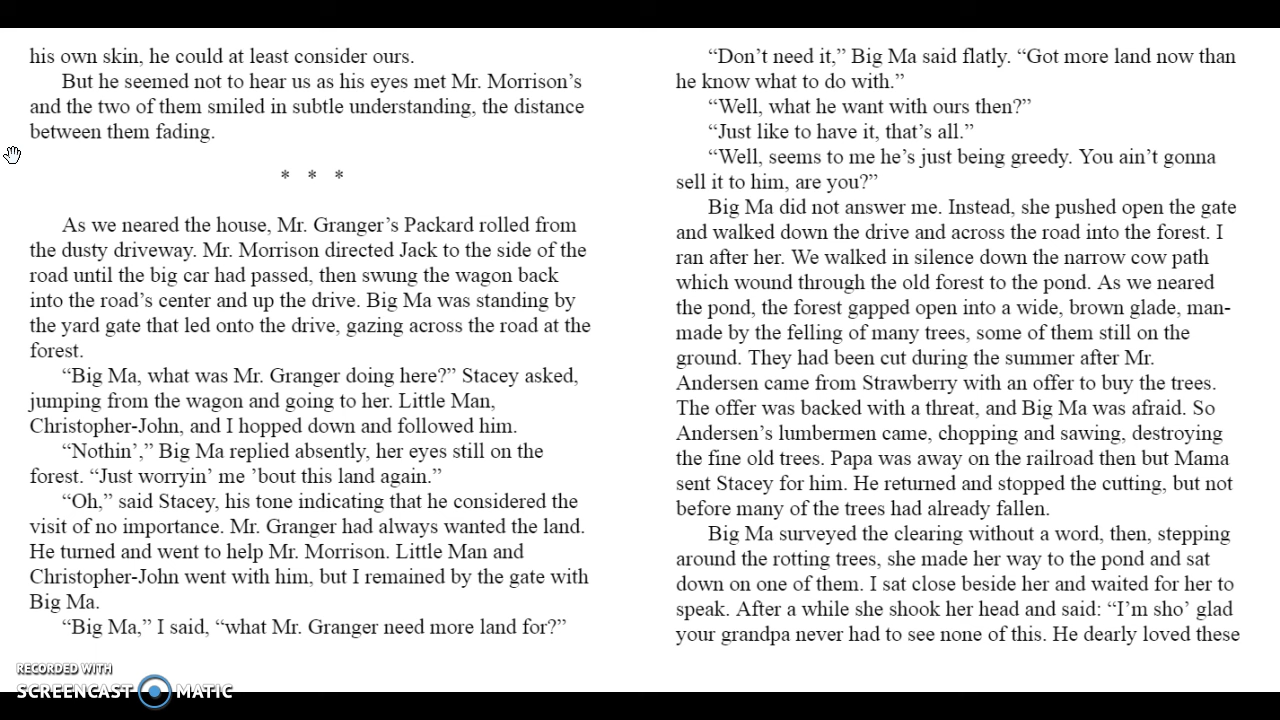 his own skin, he could at least consider ours.
But he seemed not to hear us as his eyes met Mr. Morrison’s
and the two of them smiled in subtle understanding, the distance
between them fading.
* * *
As we neared the house, Mr. Granger’s Packard rolled from
the dusty driveway. Mr. Morrison directed Jack to the side of the
road until the big car had passed, then swung the wagon back
into the road’s center and up the drive. Big Ma was standing by
the yard gate that led onto the drive, gazing across the road at the
forest.
“Big Ma, what was Mr. Granger doing here?” Stacey asked,
jumping from the wagon and going to her. Little Man,
Christopher-John, and I hopped down and followed him.
“Nothin’,” Big Ma replied absently, her eyes still on the
forest. “Just worryin’ me ’bout this land again.”
“Oh,” said Stacey, his tone indicating that he considered the
visit of no importance. Mr. Granger had always wanted the land.
He turned and went to help Mr. Morrison. Little Man and
Christopher-John went with him, but I remained by the gate with
Big Ma.
“Big Ma,” I said, “what Mr. Granger need more land for?”
“Don’t need it,” Big Ma said flatly. “Got more land now than
he know what to do with.”
“Well, what he want with ours then?”
“Just like to have it, that’s all.”
“Well, seems to me he’s just being greedy. You ain’t gonna
sell it to him, are you?”
Big Ma did not answer me. Instead, she pushed open the gate
and walked down the drive and across the road into the forest. I
ran after her. We walked in silence down the narrow cow path
which wound through the old forest to the pond. As we neared
the pond, the forest gapped open into a wide, brown glade, man-
made by the felling of many trees, some of them still on the
ground. They had been cut during the summer after Mr.
Andersen came from Strawberry with an offer to buy the trees.
The offer was backed with a threat, and Big Ma was afraid. So
Andersen’s lumbermen came, chopping and sawing, destroying
the fine old trees. Papa was away on the railroad then but Mama
sent Stacey for him. He returned and stopped the cutting, but not
before many of the trees had already fallen.
Big Ma surveyed the clearing without a word, then, stepping
around the rotting trees, she made her way to the pond and sat
down on one of them. I sat close beside her and waited for her to
speak. After a while she shook her head and said: “I’m sho’ glad
your grandpa never had to see none of this. He dearly loved these
RECORDED WITH
SCREENCAST MATIC